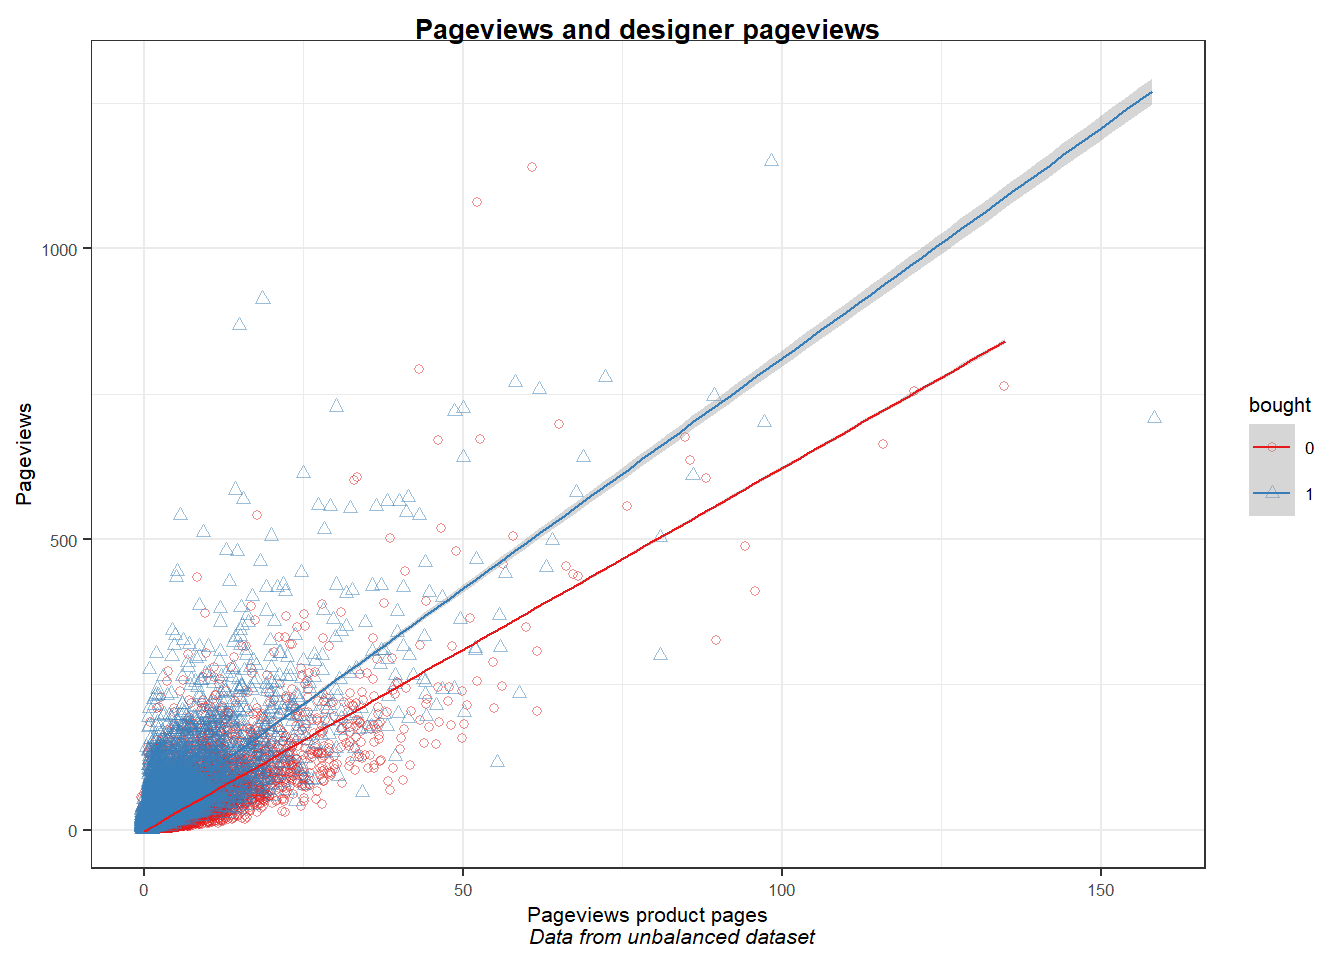 Pageviews and designer pageviews
Pageviews
1000
500
0
0
50
100
150
Pageviews product pages
Data from unbalanced dataset
bought
0
1